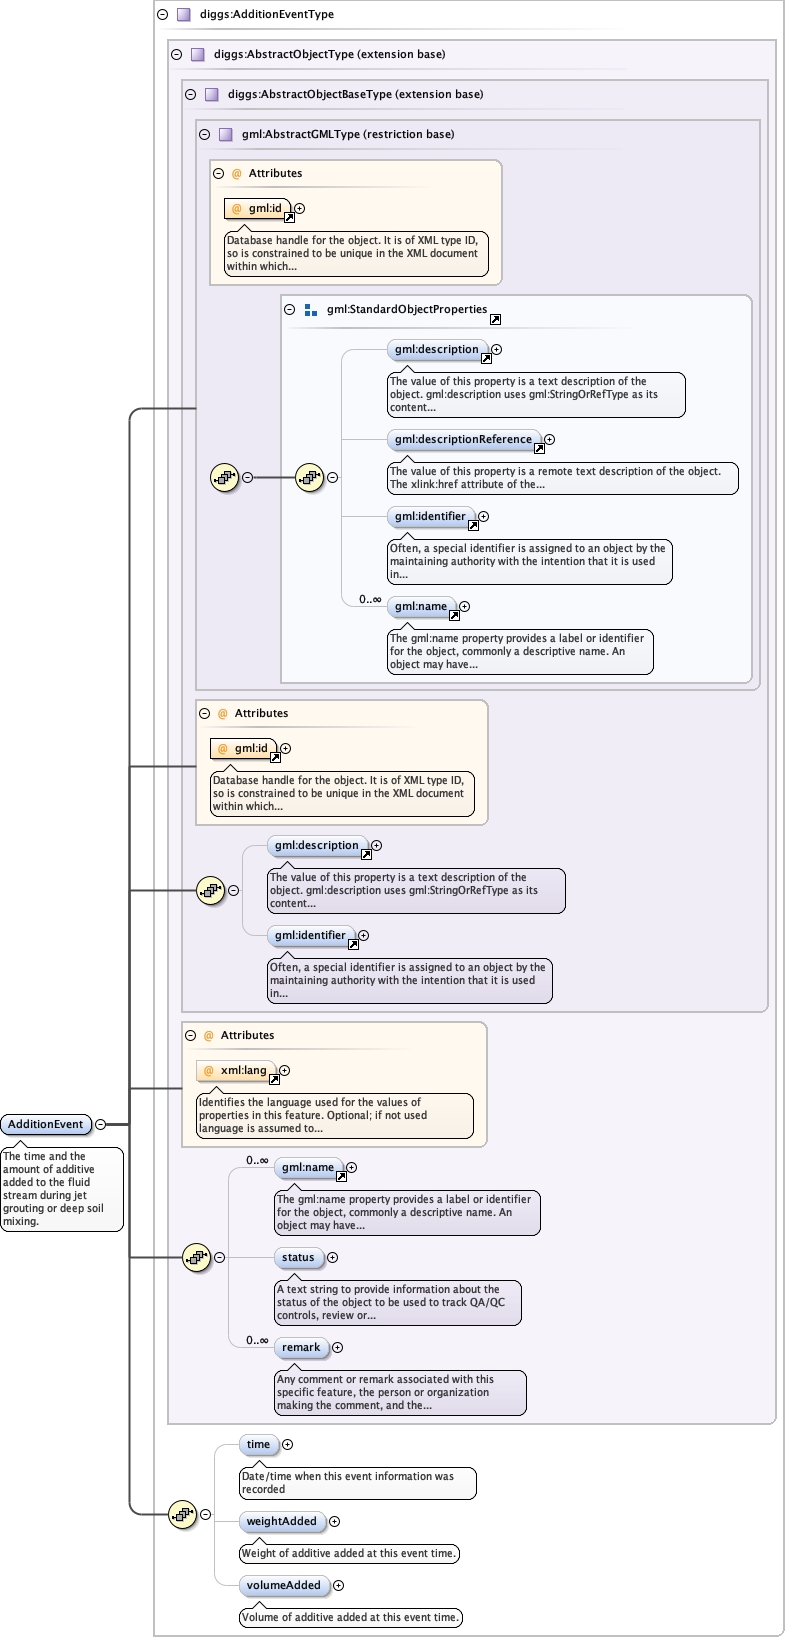 diggs:AdditionEventType
diggs:AbstractObjectType (extension base)
diggs:AbstractObjectBaseType (extension base)
gml:AbstractGMLType (restriction base)
@ Attributes
@ gml:id
Database handle for the object. It is of XML type ID,
so is constrained to be unique in the XML document
within which...
gml:StandardObjectProperties
gml:description
The value of this property is a text description of the
object. gml:description uses gml:StringOrRefType as its
content...
gml:descriptionReference
The value of this property is a remote text description of the object.
The xlink:href attribute of the...
gml:identifier
Often, a special identifier is assigned to an object by the
maintaining authority with the intention that it is used
in...
0..∞
gml:name
The gml:name property provides a label or identifier
for the object, commonly a descriptive name. An
object may have...
@ Attributes
@ gml:id
Database handle for the object. It is of XML type ID,
so is constrained to be unique in the XML document
within which...
gml:description
The value of this property is a text description of the
object. gml:description uses gml:StringOrRefType as its
content...
gml:identifier
Often, a special identifier is assigned to an object by the
maintaining authority with the intention that it is used
in...
@ Attributes
@ xml:lang
Identifies the language used for the values of
properties in this feature. Optional; if not used
language is assumed to...
AdditionEvent
The time and the
amount of additive
added to the fluid
stream during jet
grouting or deep soil
mixing.
0..∞
gml:name
The gml:name property provides a label or identifier
for the object, commonly a descriptive name. An
object may have...
status
A text string to provide information about the
status of the object to be used to track QA/QC
controls, review or...
0..∞
remark
Any comment or remark associated with this
specific feature, the person or organization
making the comment, and the...
time
Date/time when this event information was
recorded
weightAdded
Weight of additive added at this event time.
volumeAdded
Volume of additive added at this event time.